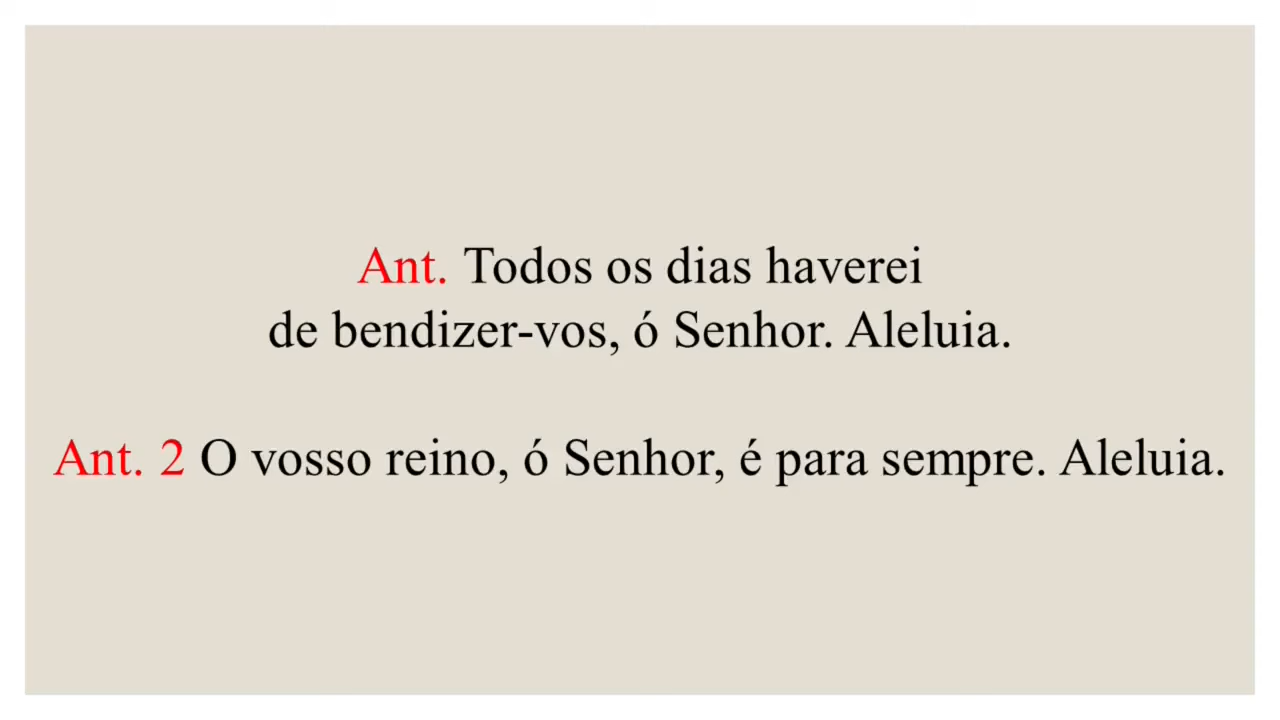 Ant. Todos os dias haverei
de bendizer-vos, ó Senhor. Aleluia.
Ant. 2 O vosso reino, ó Senhor, é para sempre. Aleluia.